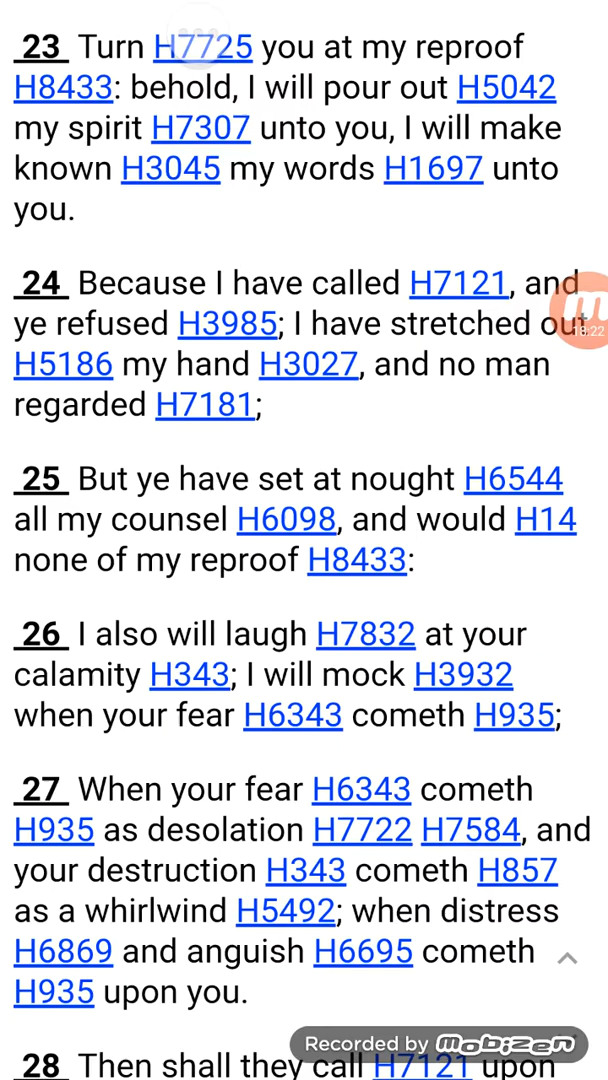 23 Turn H7725 you at my reproof
H8433: behold, I will pour out H5042
my spirit H7307 unto you, I will make
known H3045 my words H1697 unto
you.
24 Because I have called H7121, and
ye refused H3985; I have stretched out
18:22
H5186 my hand H3027, and no man
regarded H7181;
25 But ye have set at nought H6544
all my counsel H6098, and would H14
none of my reproof H8433:
26 I also will laugh H7832 at your
calamity H343; I will mock H3932
when your fear H6343 cometh H935;
27 When your fear H6343 cometh
H935 as desolation H7722 H7584, and
your destruction H343 cometh H857
as a whirlwind H5492; when distress
H6869 and anguish H6695 cometh
H935 upon you.
Recorded by mobizen
28 Then shall they call H7121 upon